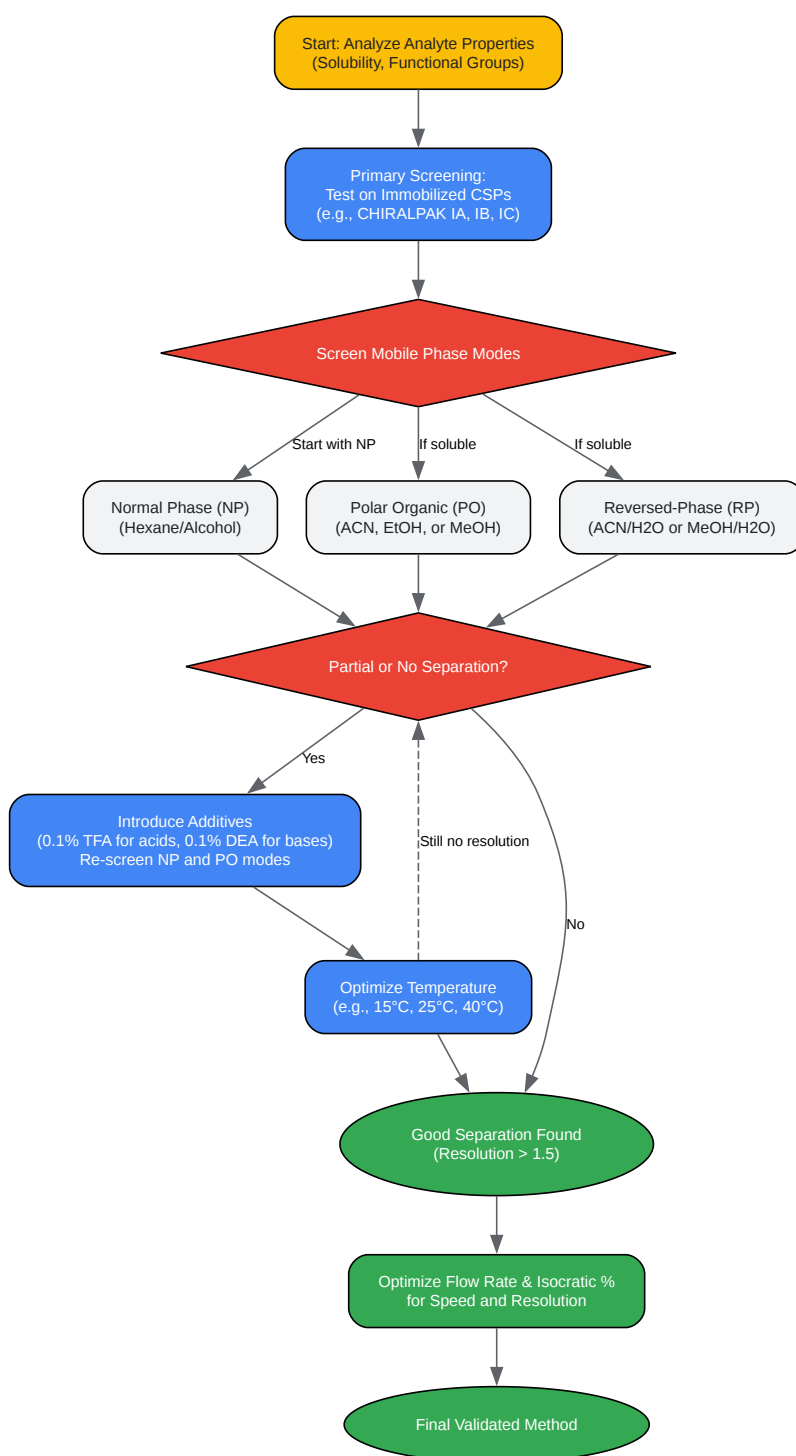 Start: Analyze Analyte Properties
(Solubility, Functional Groups)
Primary Screening:
Test on Immobilized CSPs
(e.g., CHIRALPAK IA, IB, IC)
Screen Mobile Phase Modes
Start with NP
If soluble
If soluble
Normal Phase (NP)
(Hexane/Alcohol)
Polar Organic (PO)
(ACN, EtOH, or MeOH)
Reversed-Phase (RP)
(ACN/H2O or MeOH/H2O)
Partial or No Separation?
Yes
Introduce Additives
(0.1% TFA for acids, 0.1% DEA for bases)
Re-screen NP and PO modes
Still no resolution
No
Optimize Temperature
(e.g., 15°C, 25°C, 40°C)
Good Separation Found
(Resolution > 1.5)
Optimize Flow Rate & Isocratic %
for Speed and Resolution
Final Validated Method